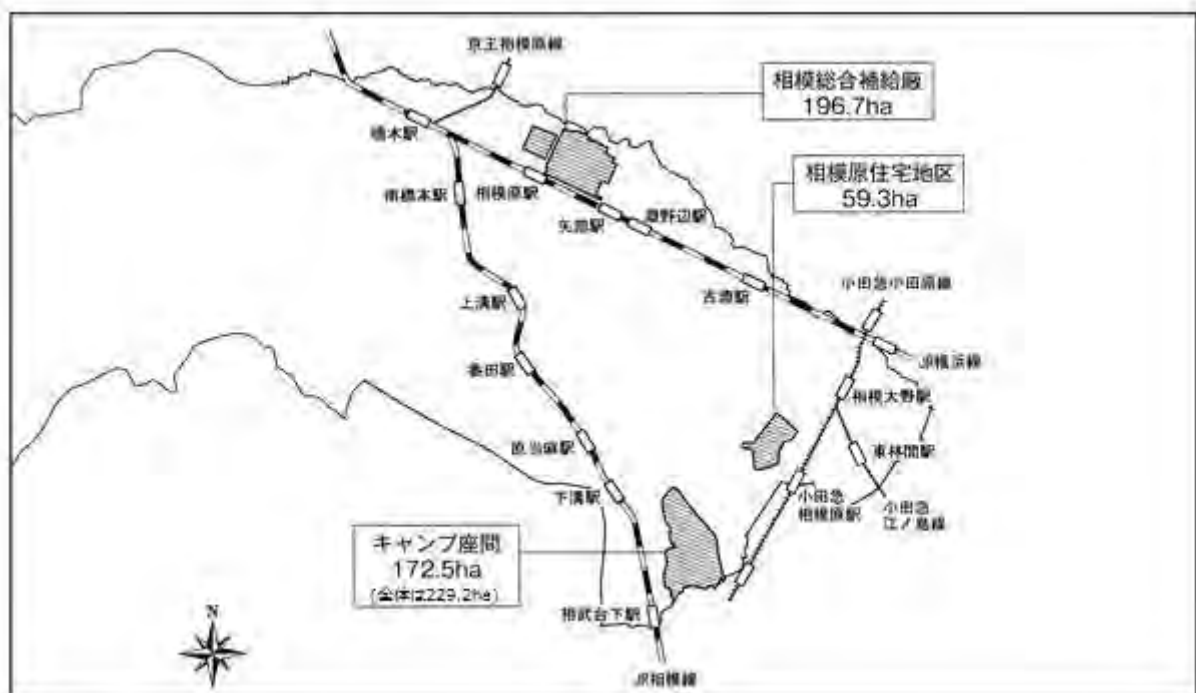 京王相模原線
相模総合補給廠
196.7ha
橋本駅
相模原住宅地区
59.3ha
南橋本駅
相模原駅
矢部駅
淵野辺駅
小田急小田原線
古淵駅
上溝駅
JR横浜線
番田駅
相模大野駅
原当麻駅
東林間駅
下溝駅
小田急
相模原駅
小田急
江ノ島線
キャンプ座間
172.5ha
(全体は229.2ha)
相武台下駅
N
JR相模線